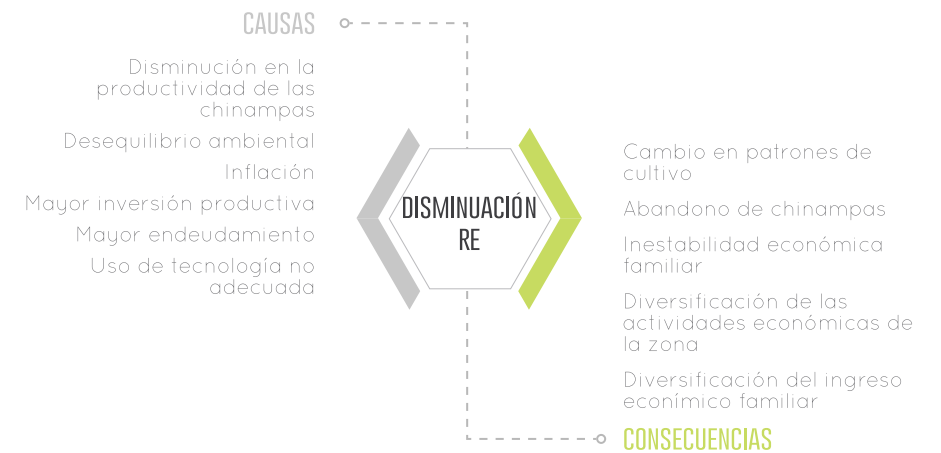 CAUSAS
Disminución en la
productividad de las
chinampas
Desequilibrio ambiental
Inflación
Mayor inversión productiva
Mayor endeudamiento
Uso de tecnología no
adecuada
DISMINUACIÓN
RE
Cambio en patrones de
cultivo
Abandono de chinampas
Inestabilidad económica
familiar
Diversificación de las
actividades económicas de
la zona
Diversificación del ingreso
econímico familiar
CONSECUENCIAS